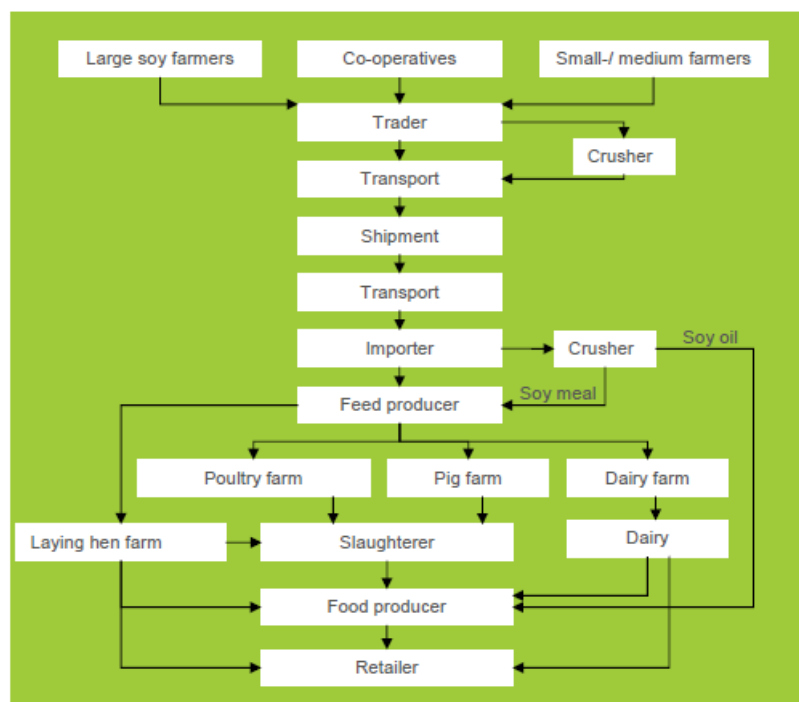 Large soy farmers
Co-operatives
Small-/ medium farmers
Trader
Crusher
Transport
Shipment
Transport
Importer
Crusher
Soy oil
Soy meal
Feed producer
Poultry farm
Pig farm
Dairy farm
Laying hen farm
Slaughterer
Dairy
Food producer
Retailer